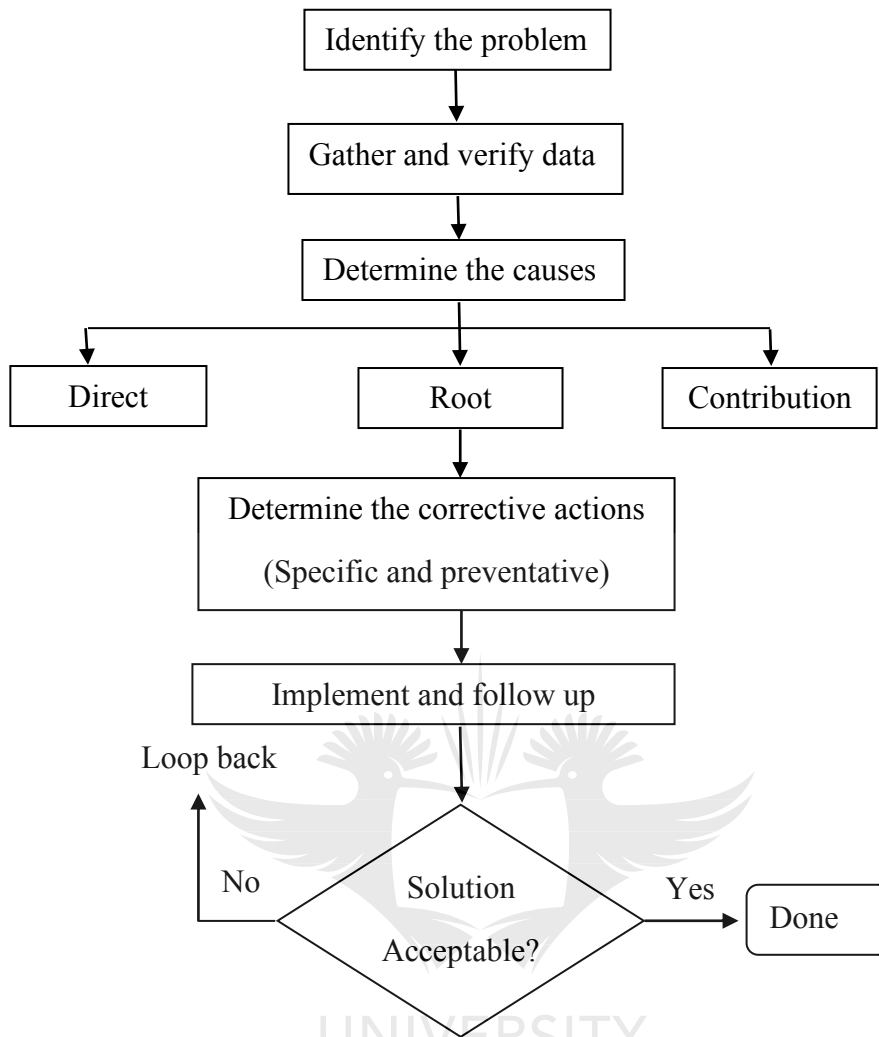 Identify the problem
Gather and verify data
Determine the causes
Direct
Root
Contribution
Determine the corrective actions
(Specific and preventative)
Implement and follow up
Loop back
No
Solution
Acceptable?
Yes
Done
UNIVERSITY